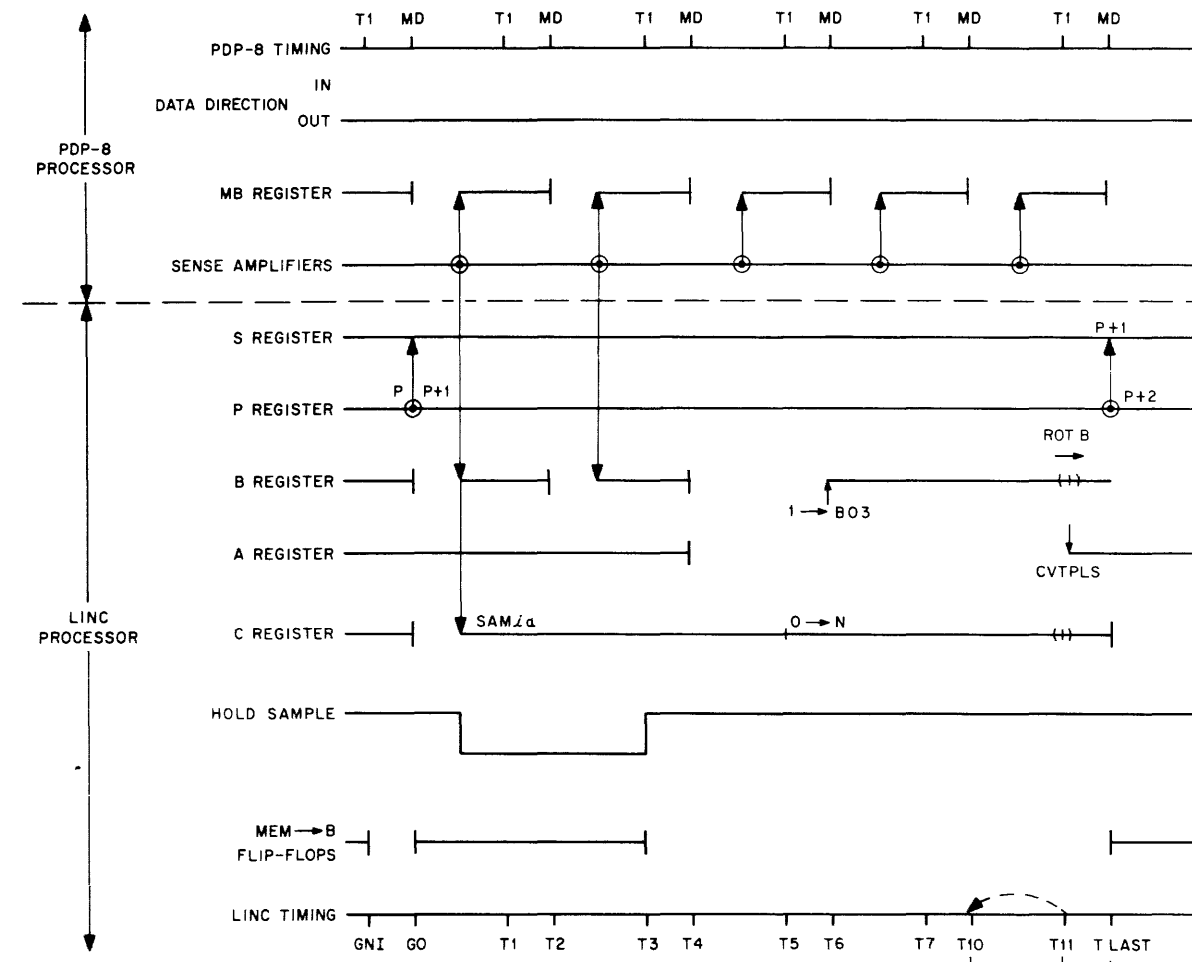 T1 MD T1 MD T1 MD T1 MD T1 MD T1 MD
PDP-8 TIMING
IN
DATA DIRECTION
OUT
PDP-8
PROCESSOR
MB REGISTER
SENSE AMPLIFIERS
S REGISTER
P+1
P P+1
P REGISTER
P+2
ROT B
B REGISTER
1 → B03
A REGISTER
CVTPLS
LINC
PROCESSOR
C REGISTER
SAMia
0 → N
HOLD SAMPLE
MEM → B
FLIP-FLOPS
LINC TIMING
GNI GO T1 T2 T3 T4 T5 T6 T7 T10 T11 T LAST